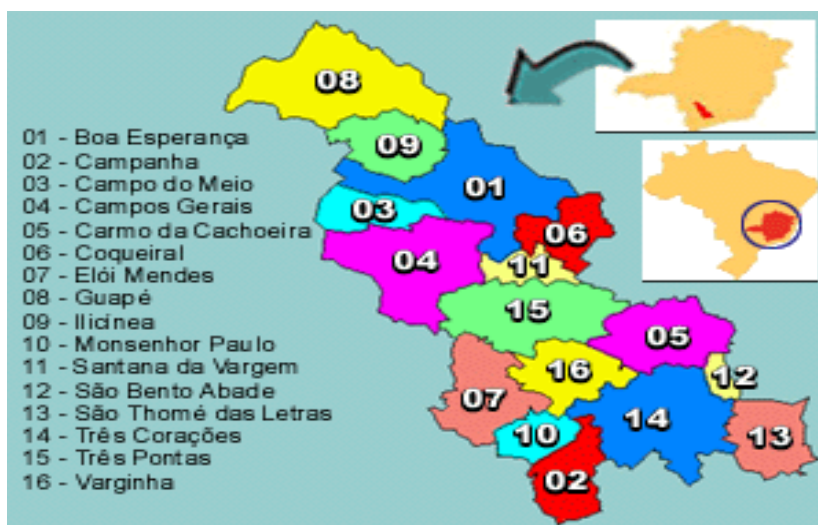 01 - Boa Esperança
02 - Campanha
03 - Campo do Meio
04 - Campos Gerais
05 - Carmo da Cachoeira
06 - Coqueiral
07 - Elói Mendes
08 - Guapé
09 - Ilicínea
10 - Monsenhor Paulo
11 - Santana da Vargem
12 - São Bento Abade
13 - São Thomé das Letras
14 - Três Corações
15 - Três Pontas
16 - Varginha
08
09
01
03
06
04
11
15
05
16
12
07
14
10
13
02